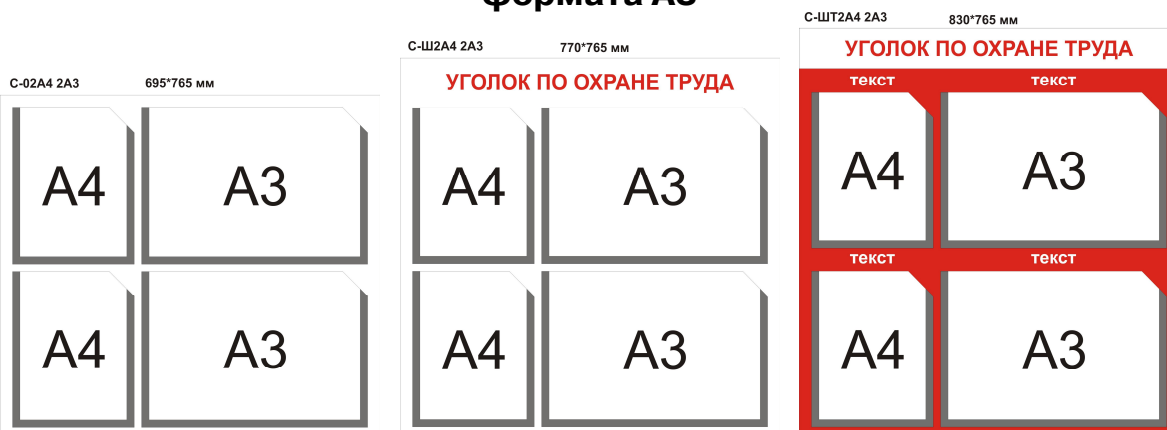 формата А3
С-02А4 2А3 695*765 мм
А4 А3
А4 А3
С-Ш2А4 2А3 770*765 мм
УГОЛОК ПО ОХРАНЕ ТРУДА
А4 А3
А4 А3
С-ШТ2А4 2А3 830*765 мм
УГОЛОК ПО ОХРАНЕ ТРУДА
текст текст
А4 А3
текст текст
А4 А3